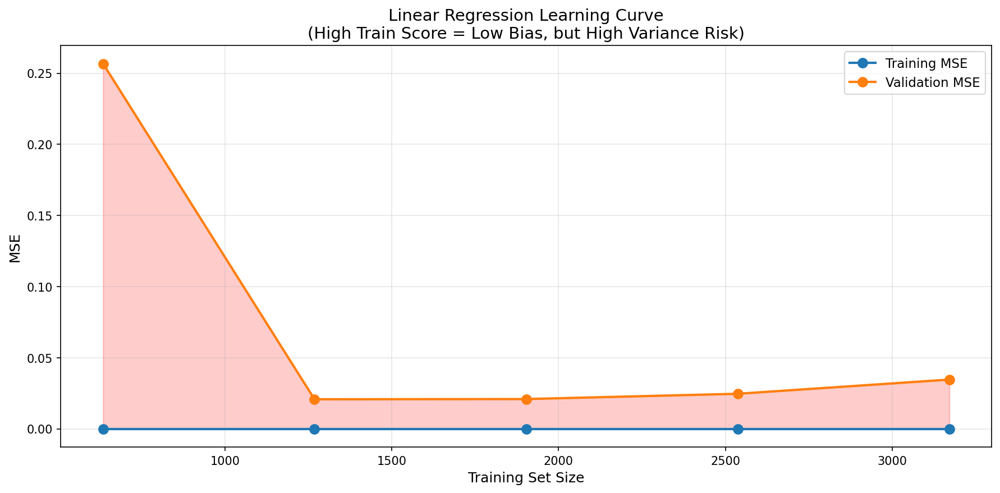 Linear Regression Learning Curve
(High Train Score = Low Bias, but High Variance Risk)
Training MSE
Validation MSE
MSE
0.25
0.20
0.15
0.10
0.05
0.00
1000
1500
2000
2500
3000
Training Set Size